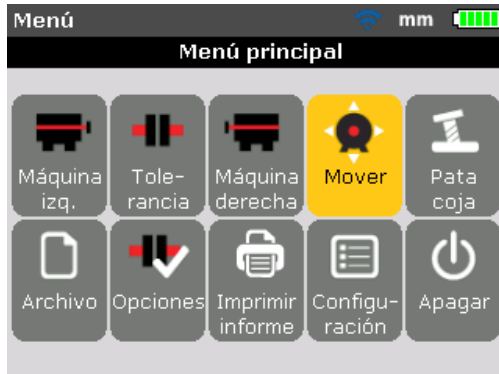 Menú
mm
Menú principal
Máquina izq.
Tole-
rancia
Máquina derecha
Mover
Pata coja
Archivo
Opciones
Imprimir informe
Configu-
ración
Apagar